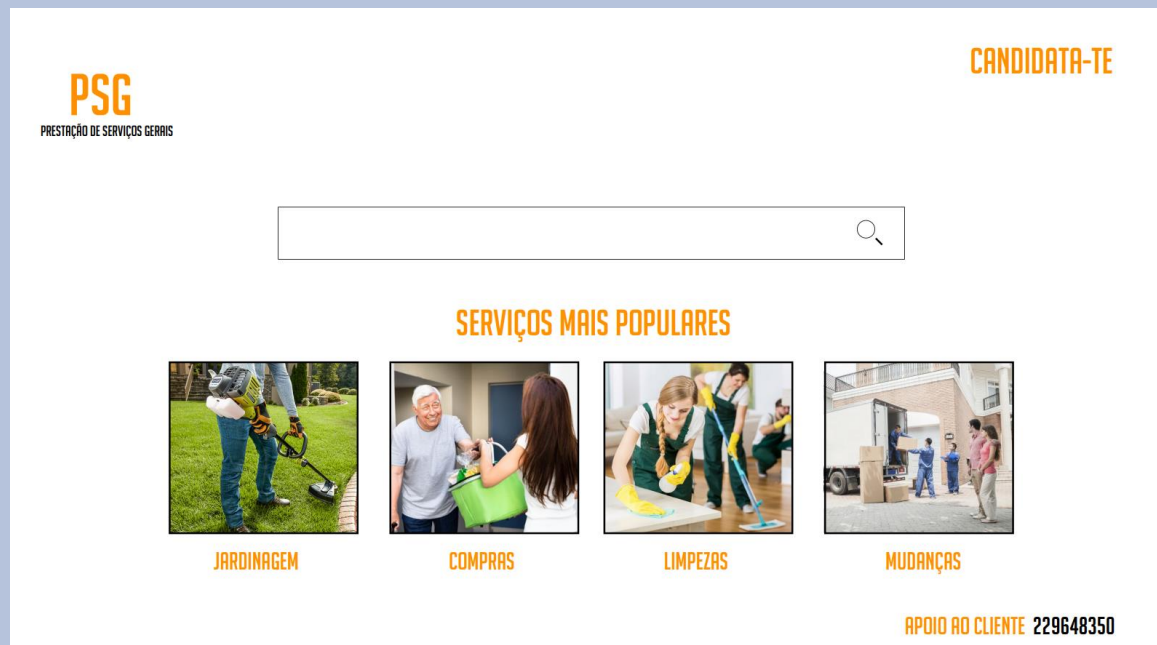 CANDIDATA-TE
PSG
PRESTAÇÃO DE SERVIÇOS GERAIS
SERVIÇOS MAIS POPULARES
JARDINAGEM
COMPRAS
LIMPEZAS
MUDANÇAS
APOIO AO CLIENTE 229648350